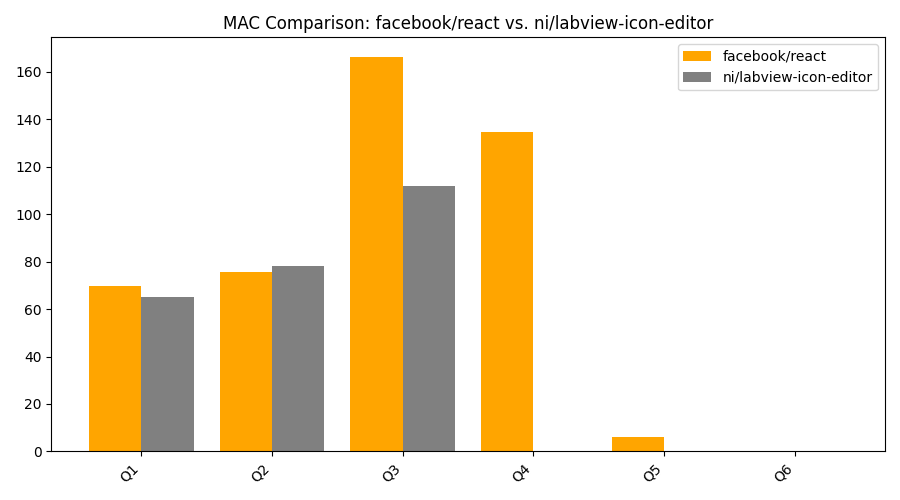 MAC Comparison: facebook/react vs. ni/labview-icon-editor
facebook/react
ni/labview-icon-editor
160
140
120
100
80
60
40
20
0
Q1
Q2
Q3
Q4
Q5
Q6